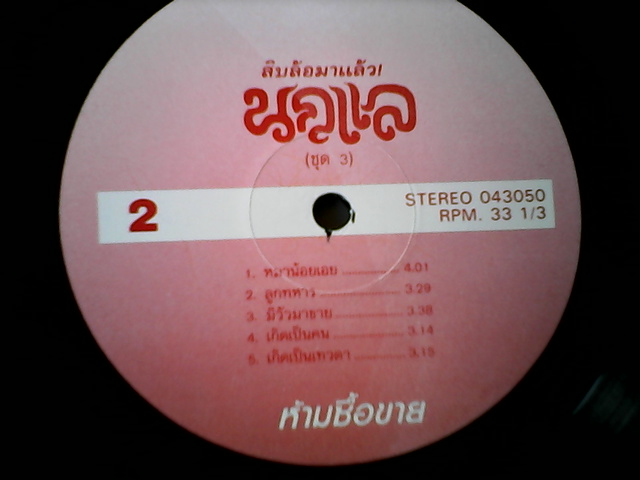 สิบล้อมาแล้ว!
นกแล
(ชุด 3)
2
STEREO 043050
RPM. 33 1/3
1. หมาน้อยเอย 4.01
2. ลูกทหาร 3.29
3. มีวัวมาขาย 3.38
4. เกิดเป็นคน 3.14
5. เกิดเป็นเทวดา 3.15
ห้ามซื้อขาย